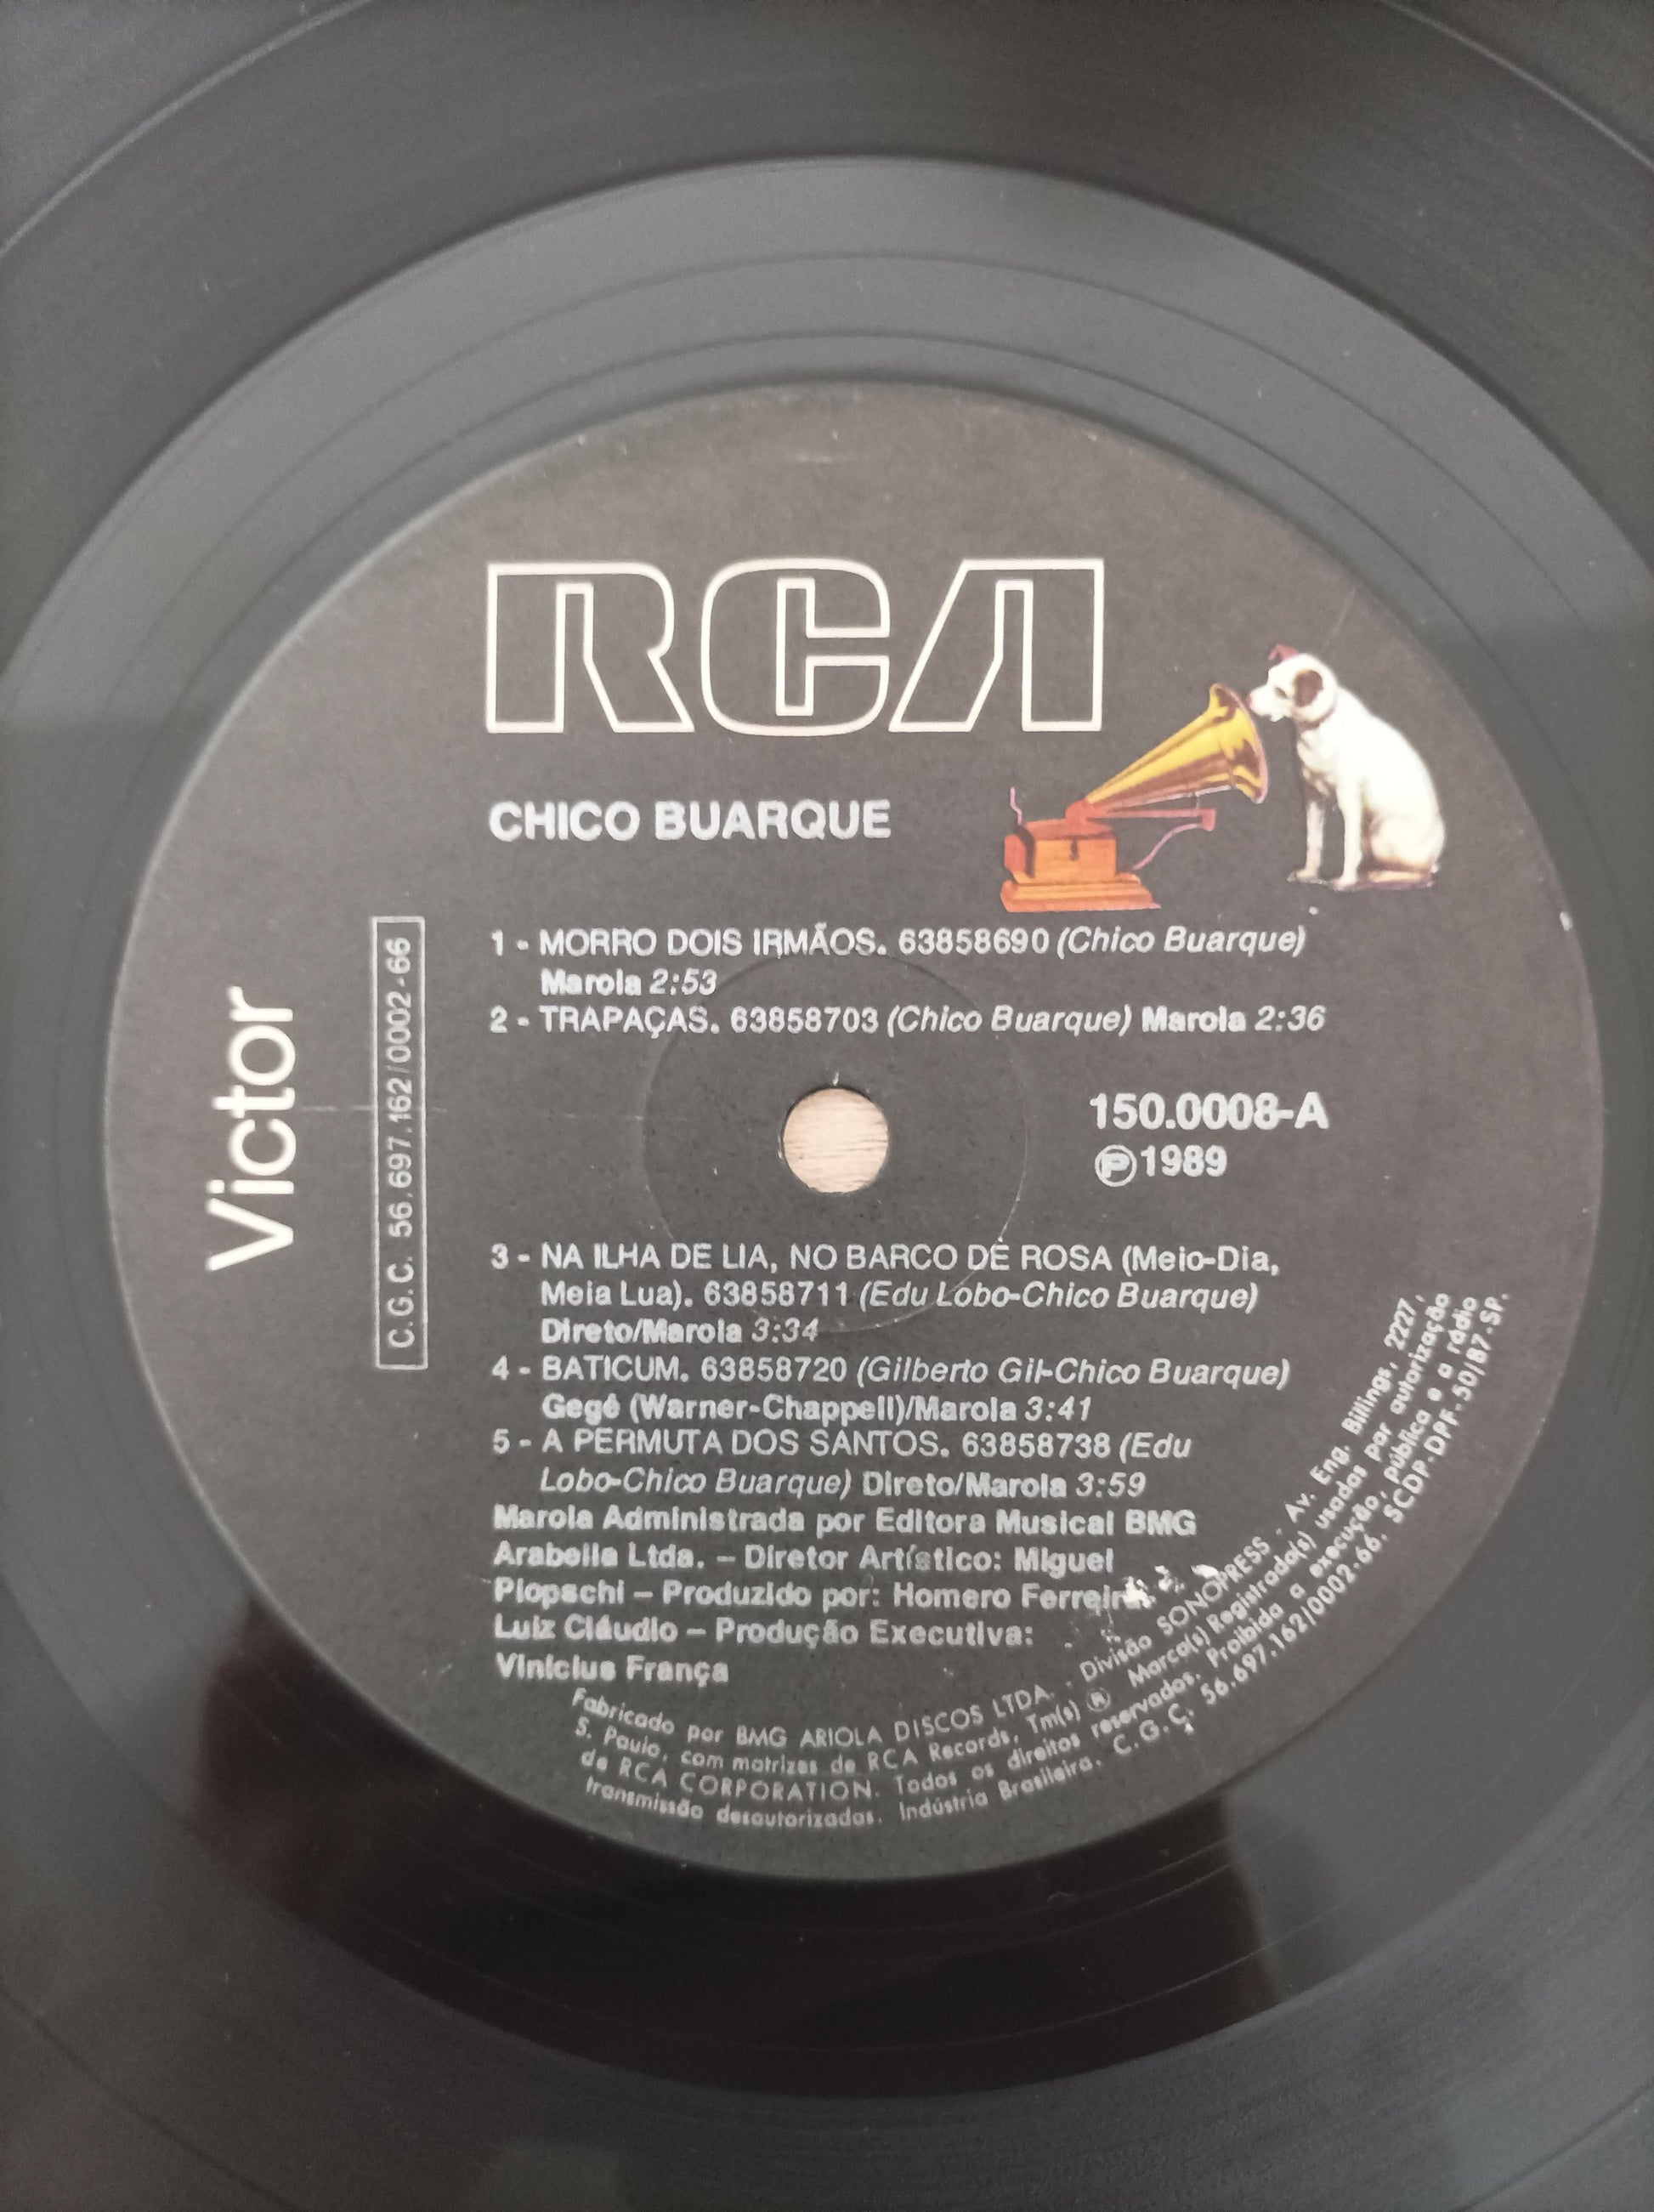 RCA
CHICO BUARQUE
Victor
C.G.C. 56.697.162/0002-66
1 - MORRO DOIS IRMÃOS. 63858690 (Chico Buarque)
Marola 2:53
2 - TRAPAÇAS. 63858703 (Chico Buarque) Marola 2:36
150.0008-A
Ⓟ1989
3 - NA ILHA DE LIA, NO BARCO DE ROSA (Meio-Dia,
Meia Lua). 63858711 (Edu Lobo-Chico Buarque)
Direto/Marola 3:34
4 - BATICUM. 63858720 (Gilberto Gil-Chico Buarque)
Gegê (Warner-Chappell)/Marola 3:41
5 - A PERMUTA DOS SANTOS. 63858738 (Edu
Lobo-Chico Buarque) Direto/Marola 3:59
Marola Administrada por Editora Musical BMG
Arabella Ltda. – Diretor Artístico: Miguel
Plopschi – Produzido por: Homero Ferreira
Luiz Cláudio – Produção Executiva:
Vinicius França
Fabricado por BMG ARIOLA DISCOS LTDA. - Divisão SONOPRESS - Av. Eng. Billings, 2227,
S. Paulo, com matrizes de RCA Records. Tm(s) ® Marca(s) Registrada(s) usadas por autorização
de RCA CORPORATION. Todos os direitos reservados. Proibida a execução, pública e a rádio
transmissão desautorizadas. Indústria Brasileira. C.G.C. 56.697.162/0002-66. SCDP-DPF-50/87-SP.